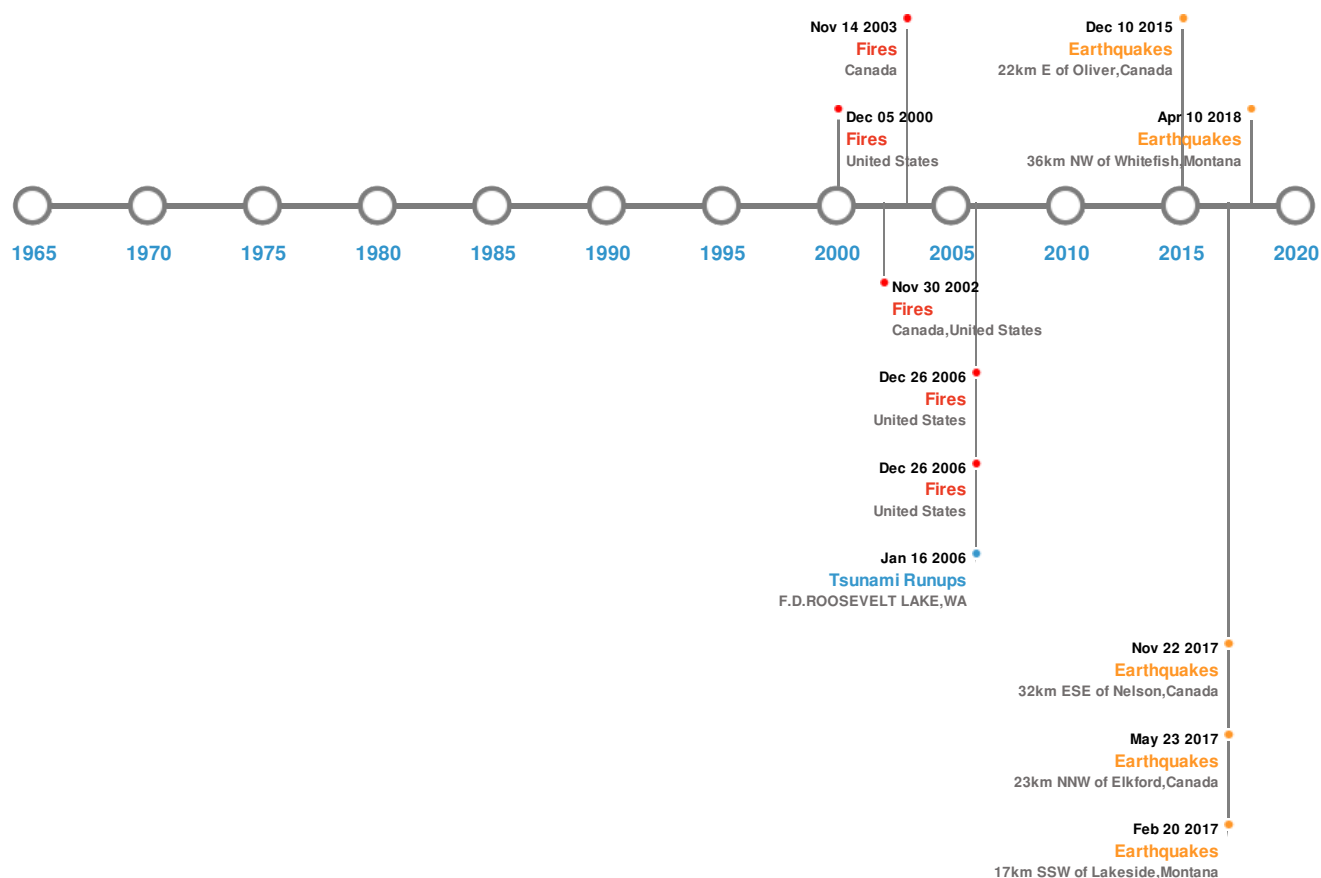 Nov 14 2003
Fires
Canada
Dec 10 2015
Earthquakes
22km E of Oliver,Canada
Dec 05 2000
Fires
United States
Apr 10 2018
Earthquakes
36km NW of Whitefish,Montana
1965
1970
1975
1980
1985
1990
1995
2000
2005
2010
2015
2020
Nov 30 2002
Fires
Canada,United States
Dec 26 2006
Fires
United States
Dec 26 2006
Fires
United States
Jan 16 2006
Tsunami Runups
F.D.ROOSEVELT LAKE,WA
Nov 22 2017
Earthquakes
32km ESE of Nelson,Canada
May 23 2017
Earthquakes
23km NNW of Elkford,Canada
Feb 20 2017
Earthquakes
17km SSW of Lakeside,Montana